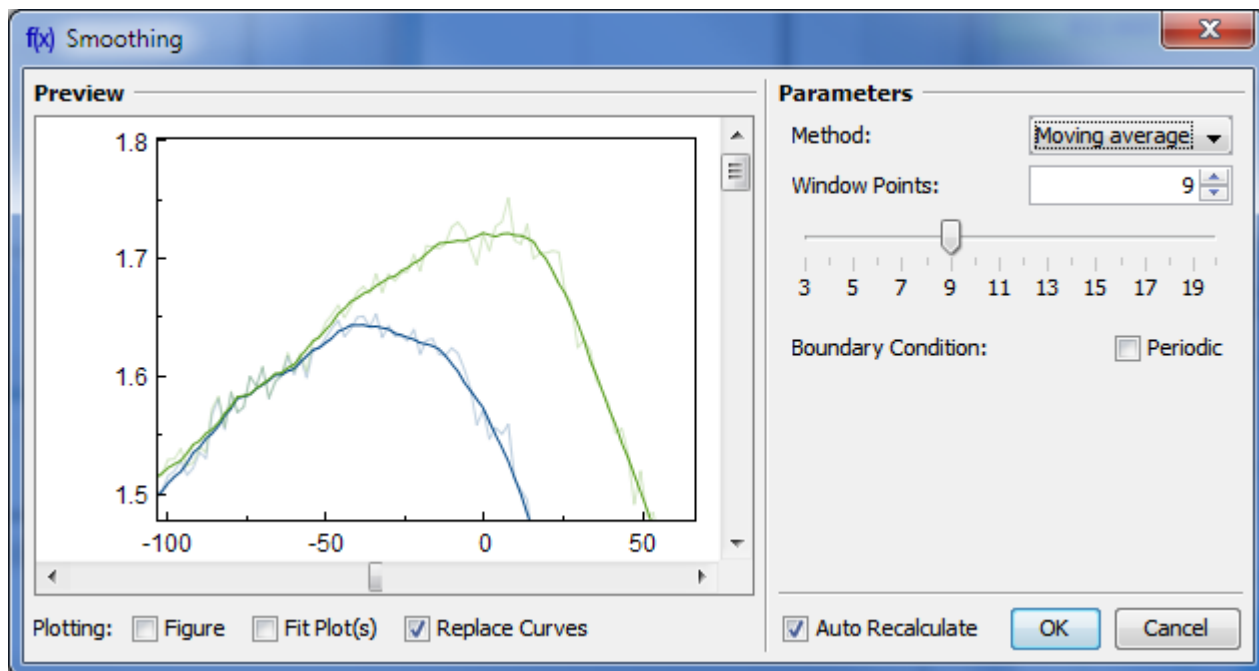 f(x) Smoothing
x
Preview
1.8
1.7
1.6
1.5
-100 -50 0 50
Plotting: Figure Fit Plot(s) Replace Curves
Parameters
Method: Moving average
Window Points: 9
3 5 7 9 11 13 15 17 19
Boundary Condition: Periodic
Auto Recalculate OK Cancel